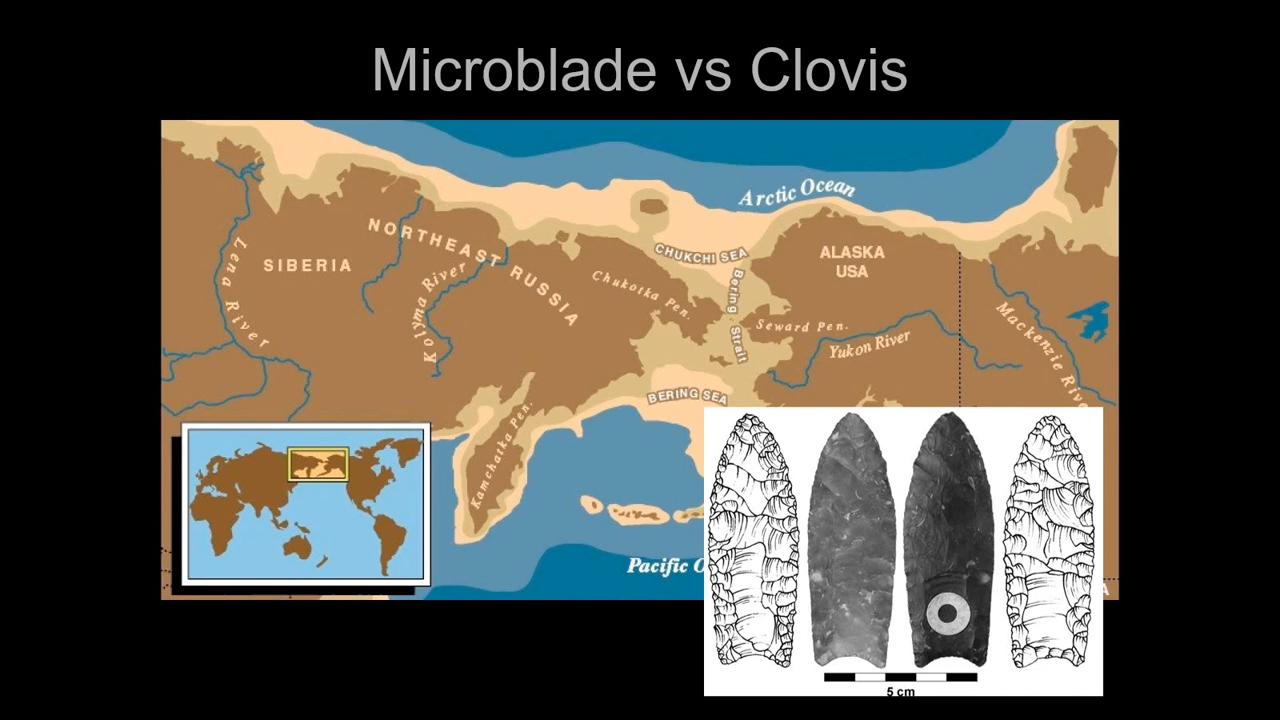 Microblade vs Clovis
Arctic Ocean
NORTHEAST RUSSIA
CHUKCHI SEA
ALASKA
USA
SIBERIA
Lena River
Kolyma River
Chukotka Pen.
Bering Strait
Seward Pen.
Yukon River
Mackenzie Rive
BERING SEA
Kamchatka Pen.
Pacific O
A
5 cm